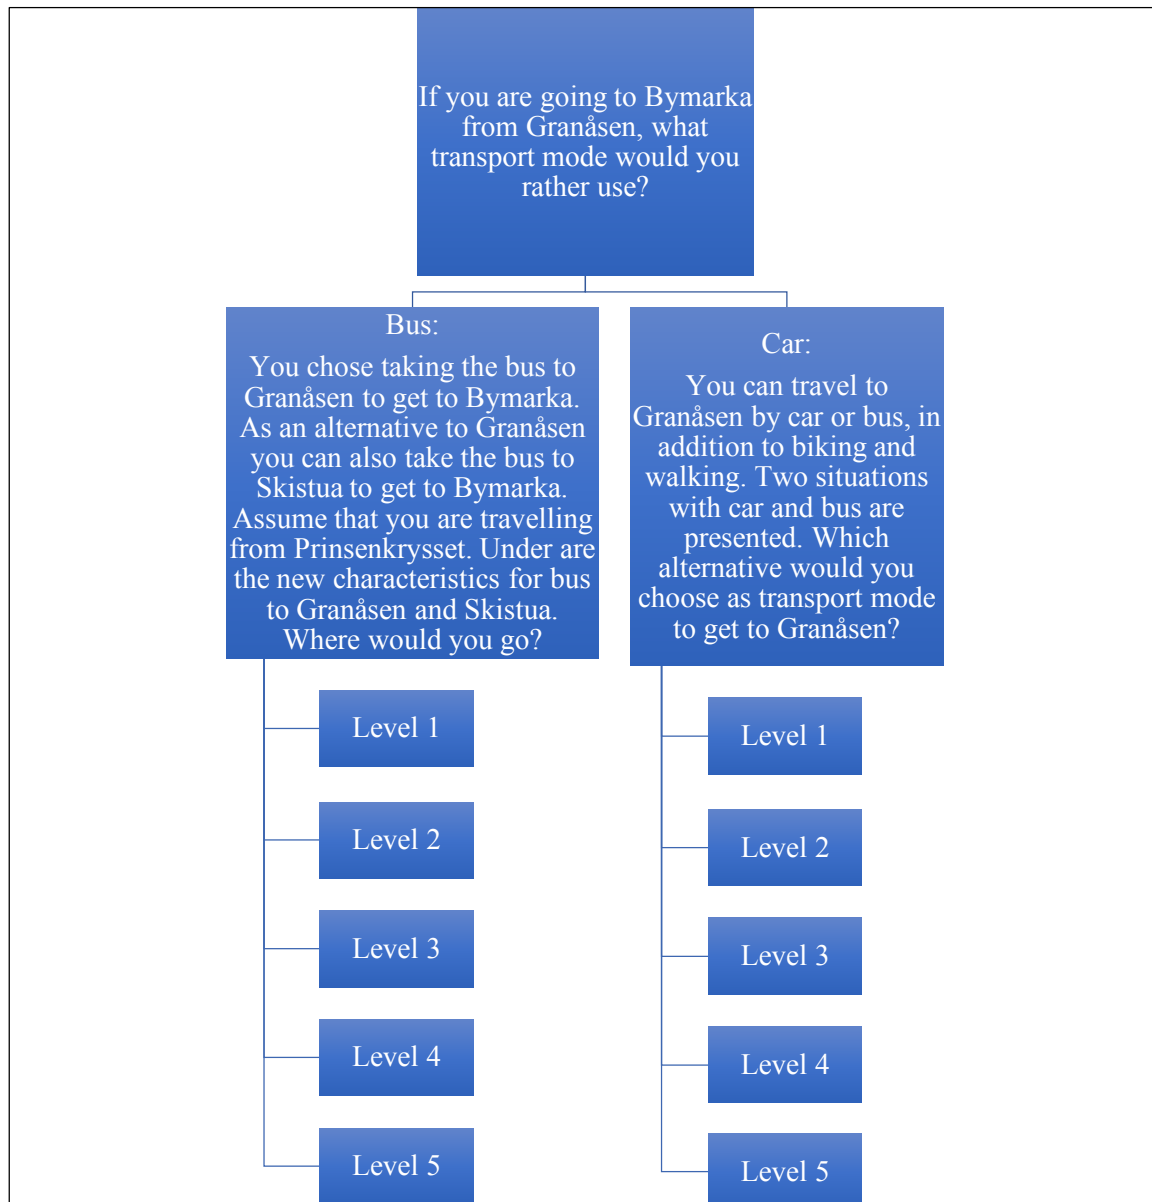 If you are going to Bymarka
from Granåsen, what
transport mode would you
rather use?
Bus:
You chose taking the bus to
Granåsen to get to Bymarka.
As an alternative to Granåsen
you can also take the bus to
Skistua to get to Bymarka.
Assume that you are travelling
from Prinsenkrysset. Under are
the new characteristics for bus
to Granåsen and Skistua.
Where would you go?
Level 1
Level 2
Level 3
Level 4
Level 5
Car:
You can travel to
Granåsen by car or bus, in
addition to biking and
walking. Two situations
with car and bus are
presented. Which
alternative would you
choose as transport mode
to get to Granåsen?
Level 1
Level 2
Level 3
Level 4
Level 5